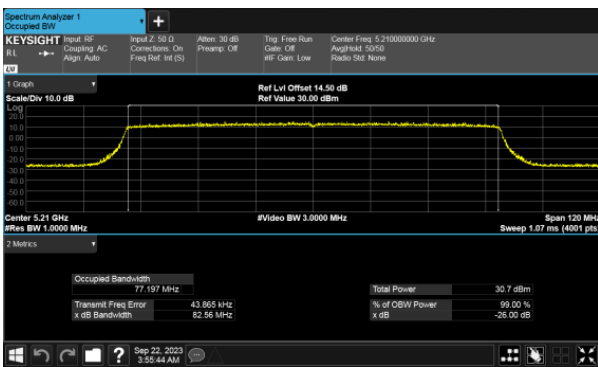 Spectrum Analyzer 1
Occupied BW
KEYSIGHT
RL
LXI
Input: RF
Coupling: AC
Align: Auto
Input Z: 50 Ω
Corrections: On
Freq Ref: Int (S)
Atten: 30 dB
Preamp: Off
Trig: Free Run
Gate: Off
#IF Gain: Low
Center Freq: 5.210000000 GHz
Avg|Hold: 50/50
Radio Std: None
1 Graph
Scale/Div 10.0 dB
Ref Lvl Offset 14.50 dB
Ref Value 30.00 dBm
Log
20.0
10.0
0.00
-10.0
-20.0
-30.0
-40.0
-50.0
-60.0
Center 5.21 GHz
#Video BW 3.0000 MHz
Span 120 MHz
#Res BW 1.0000 MHz
Sweep 1.07 ms (4001 pts
2 Metrics
Occupied Bandwidth
77.197 MHz
Total Power 30.7 dBm
Transmit Freq Error 43.865 kHz
% of OBW Power 99.00 %
x dB Bandwidth 82.56 MHz
x dB -26.00 dB
?
Sep 22, 2023
3:55:44 AM